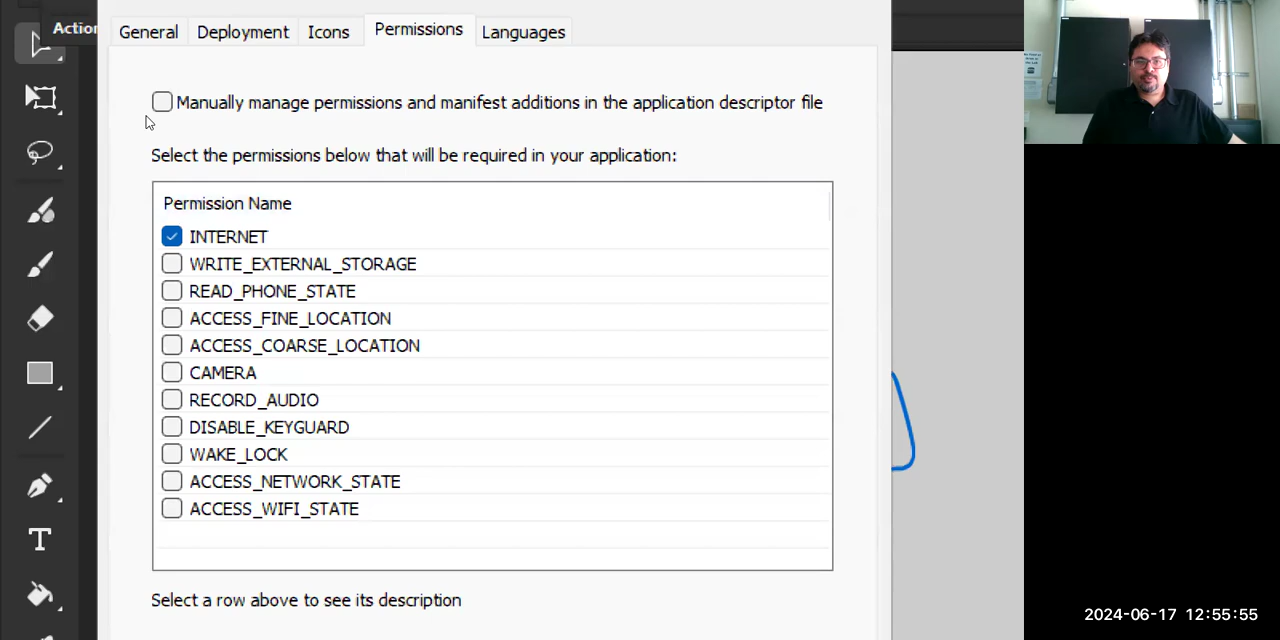 Action
General Deployment Icons Permissions Languages
Manually manage permissions and manifest additions in the application descriptor file
Select the permissions below that will be required in your application:
Permission Name
INTERNET
WRITE_EXTERNAL_STORAGE
READ_PHONE_STATE
ACCESS_FINE_LOCATION
ACCESS_COARSE_LOCATION
CAMERA
RECORD_AUDIO
DISABLE_KEYGUARD
WAKE_LOCK
ACCESS_NETWORK_STATE
ACCESS_WIFI_STATE
Select a row above to see its description
2024-06-17 12:55:55